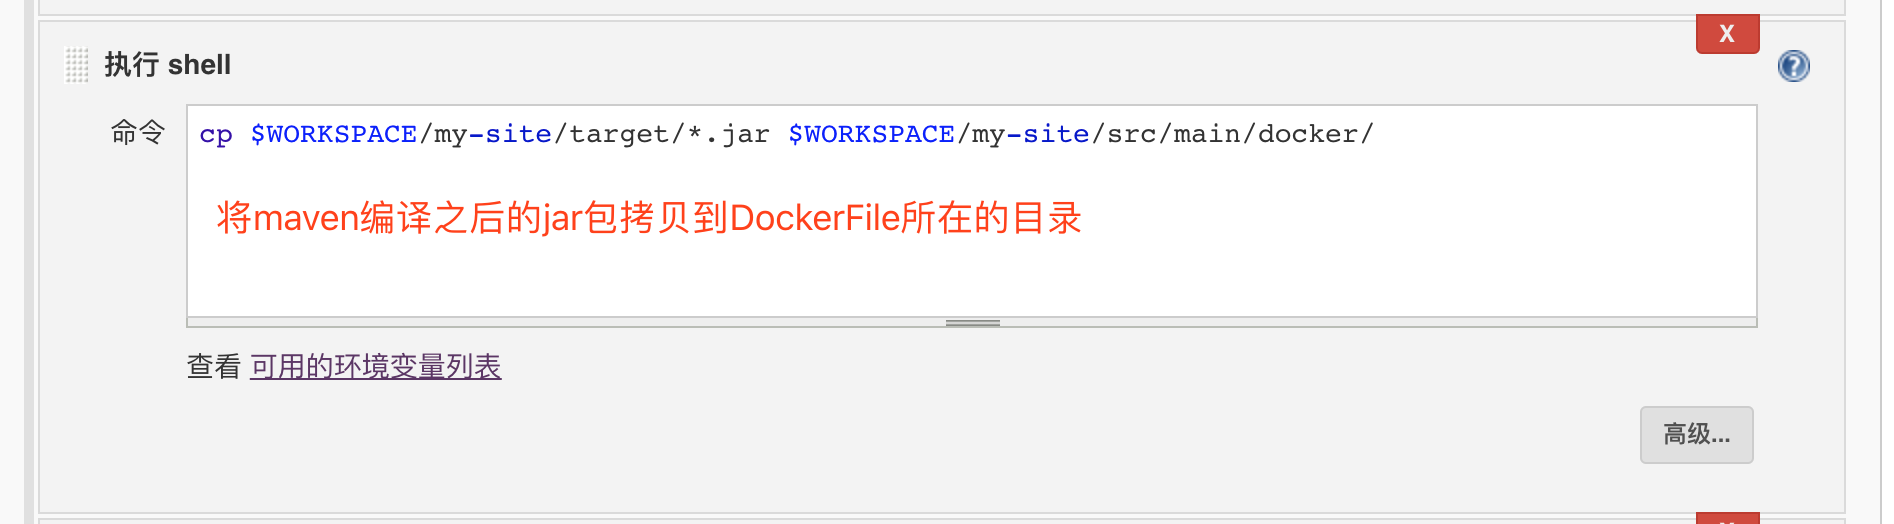 X
执行 shell
命令
cp $WORKSPACE/my-site/target/*.jar $WORKSPACE/my-site/src/main/docker/
将maven编译之后的jar包拷贝到DockerFile所在的目录
查看 可用的环境变量列表
高级...